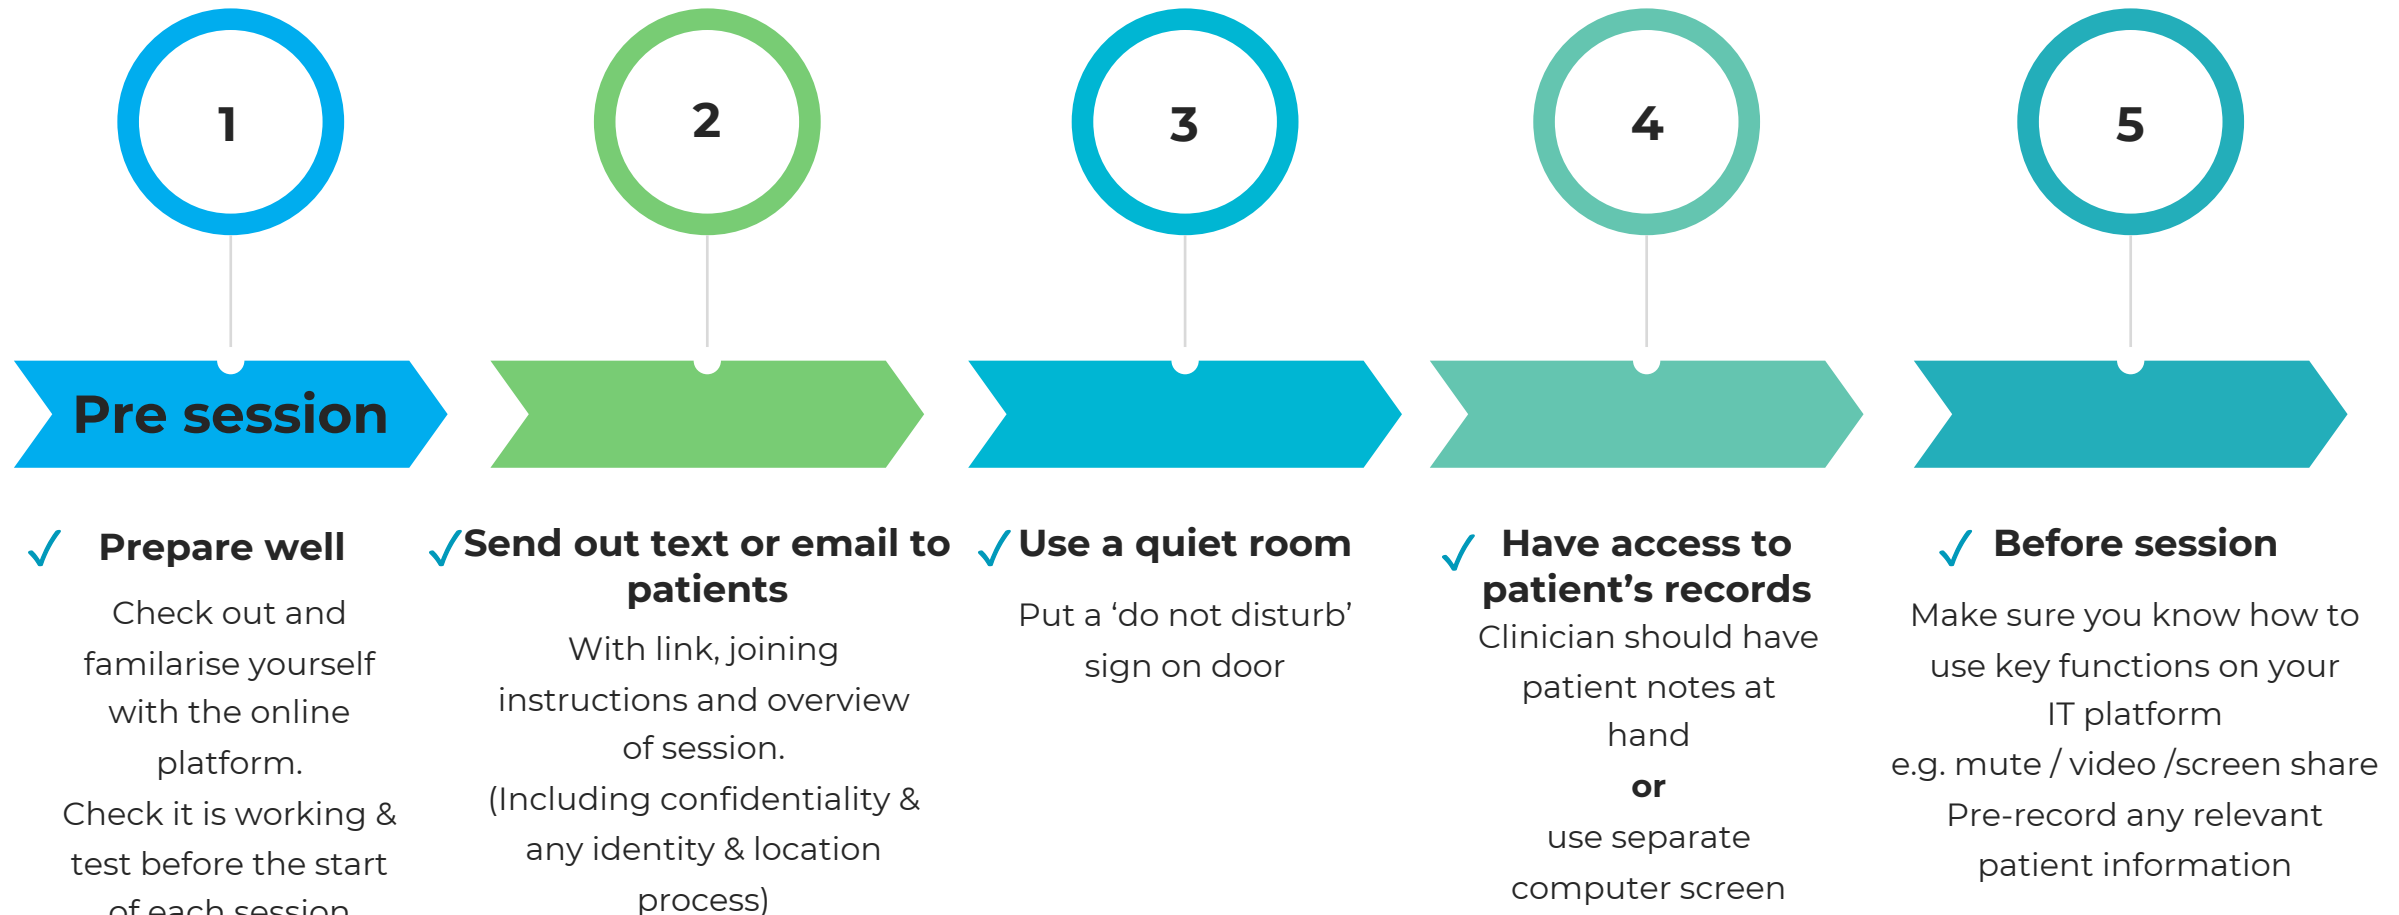 1
2
3
4
5
Pre session
Prepare well
Check out and
familarise yourself
with the online
platform.
Check it is working &
test before the start
of each session
Send out text or email to
patients
With link, joining
instructions and overview
of session.
(Including confidentiality &
any identity & location
process)
Use a quiet room
Put a ‘do not disturb’
sign on door
Have access to
patient’s records
Clinician should have
patient notes at
hand
or
use separate
computer screen
Before session
Make sure you know how to
use key functions on your
IT platform
e.g. mute / video /screen share
Pre-record any relevant
patient information